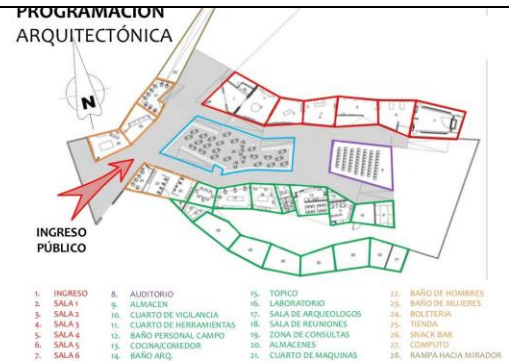 PROGRAMACIÓN
ARQUITECTÓNICA
N
INGRESO
PÚBLICO
1. INGRESO
2. SALA 1
3. SALA 2
4. SALA 3
4. SALA 4
5. SALA 5
6. SALA 6
8. AUDITORIO
9. ALMACEN
10. CUARTO DE VIGILANCIA
11. CUARTO DE HERRAMIENTAS
12. BAÑO PERSONAL CAMPO
13. COCINA/COMEDOR
14. BAÑO ARQ.
15. TOPICO
16. LABORATORIO
17. SALA DE ARQUEOLOGOS
18. SALA DE REUNIONES
19. ZONA DE CONSULTAS
20. ALMACENES
21. CUARTO DE MAQUINAS
22. BAÑO DE HOMBRES
23. BAÑO DE MUJERES
24. BOLETERIA
25. TIENDA
26. SNACK BAR
27. COMPUTO
28. RAMPA HACIA MIRADOR